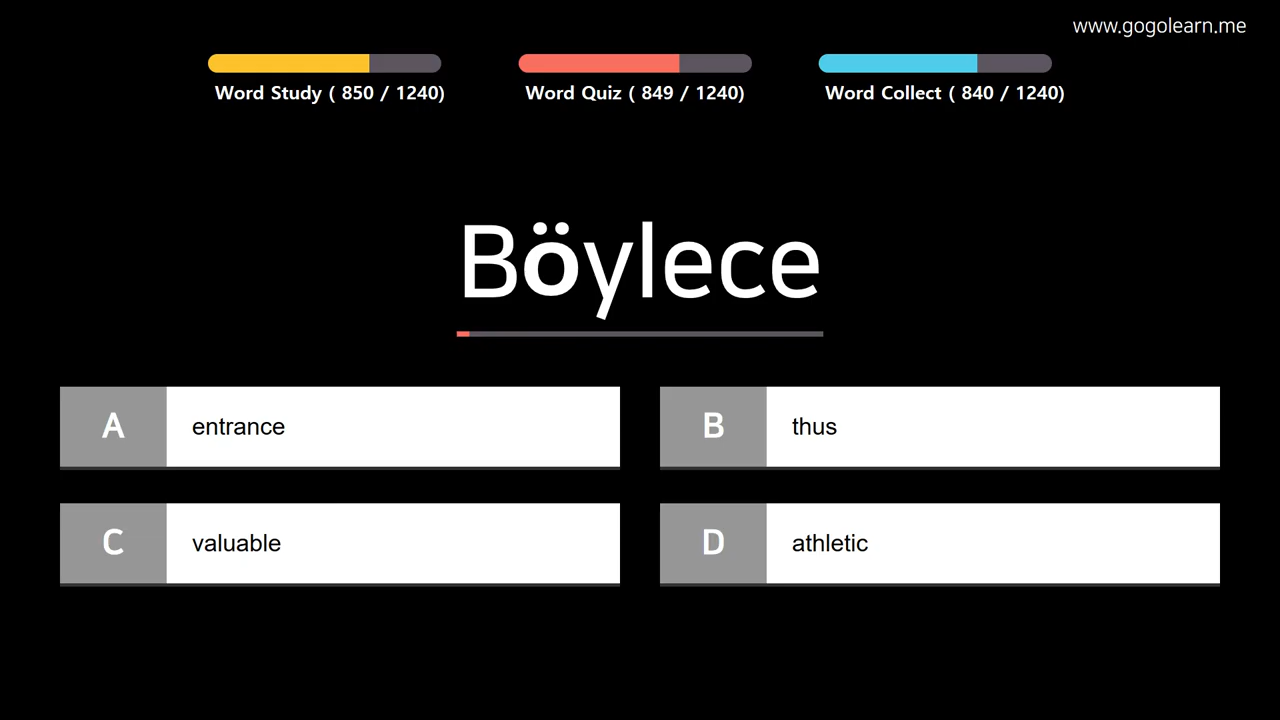 www.gogolearn.me
Word Study ( 850 / 1240)
Word Quiz ( 849 / 1240)
Word Collect ( 840 / 1240)
Böylece
A entrance
B thus
C valuable
D athletic